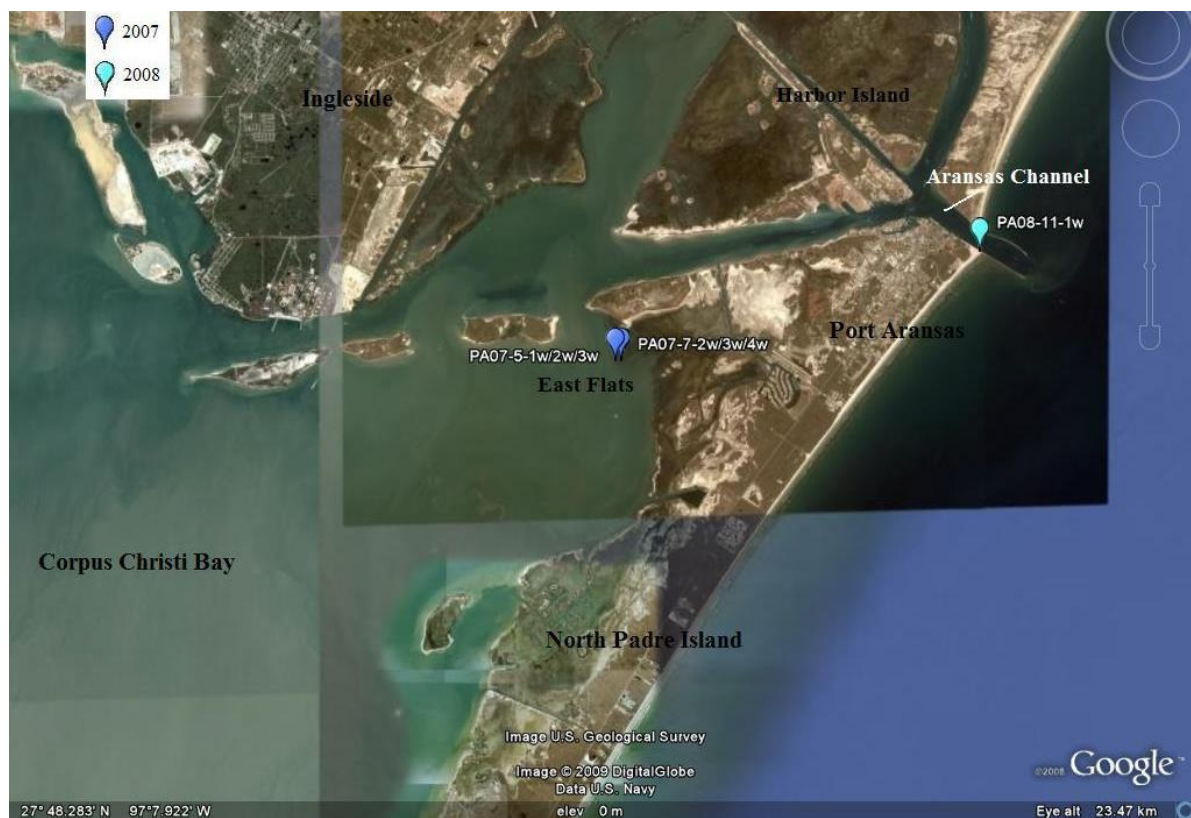 2007
2008
Ingleside
Harbor Island
Aransas Channel
PA08-11-1w
Port Aransas
PA07-5-1w/2w/3w
PA07-7-2w/3w/4w
East Flats
Corpus Christi Bay
North Padre Island
Image U.S. Geological Survey
Image © 2009 DigitalGlobe
Data U.S. Navy
©2008 Google™
27° 48.283' N 97°7.922' W
elev 0 m
Eye alt 23.47 km